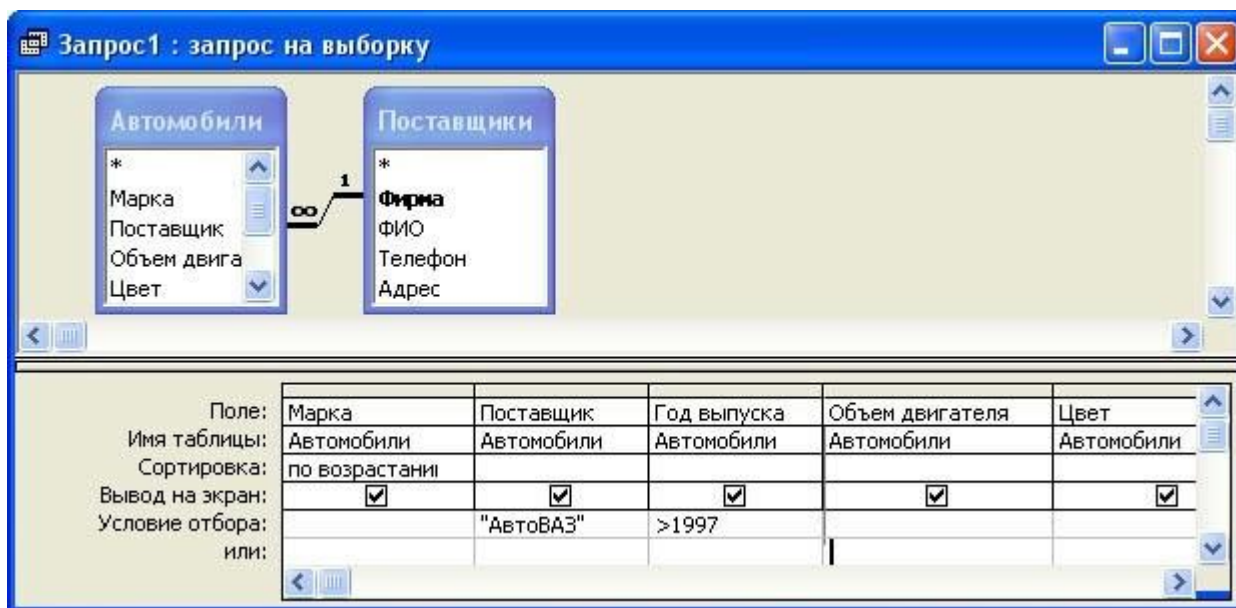 Запрос1 : запрос на выборку
Автомобили
*
Марка
Поставщик
Объем двига
Цвет
∞
1
Поставщики
*
Фирма
ФИО
Телефон
Адрес
Поле: Марка Поставщик Год выпуска Объем двигателя Цвет
Имя таблицы: Автомобили Автомобили Автомобили Автомобили Автомобили
Сортировка: по возрастани
Вывод на экран:
Условие отбора: "АвтоВАЗ" >1997
или: